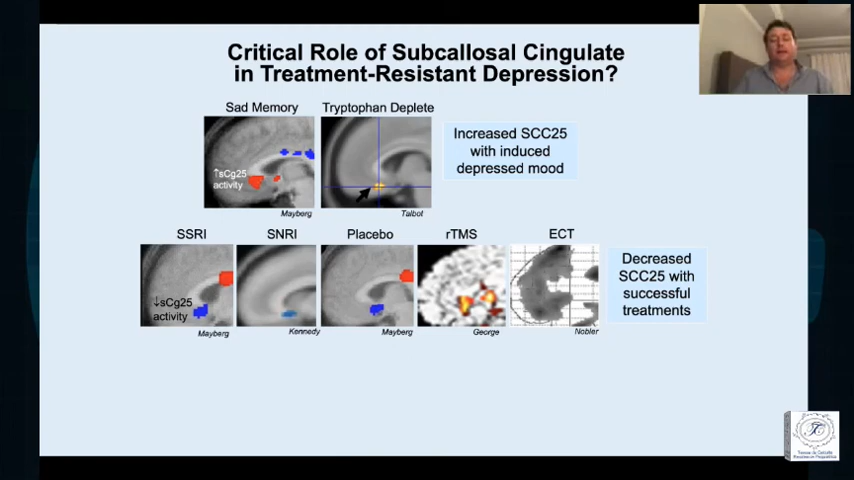 Critical Role of Subcallosal Cingulate
in Treatment-Resistant Depression?
Sad Memory
Tryptophan Deplete
↑sCg25
activity
Mayberg
Talbot
Increased SCC25
with induced
depressed mood
SSRI
SNRI
Placebo
rTMS
ECT
↓sCg25
activity
Mayberg
Kennedy
Mayberg
George
Nobler
Decreased
SCC25 with
successful
treatments